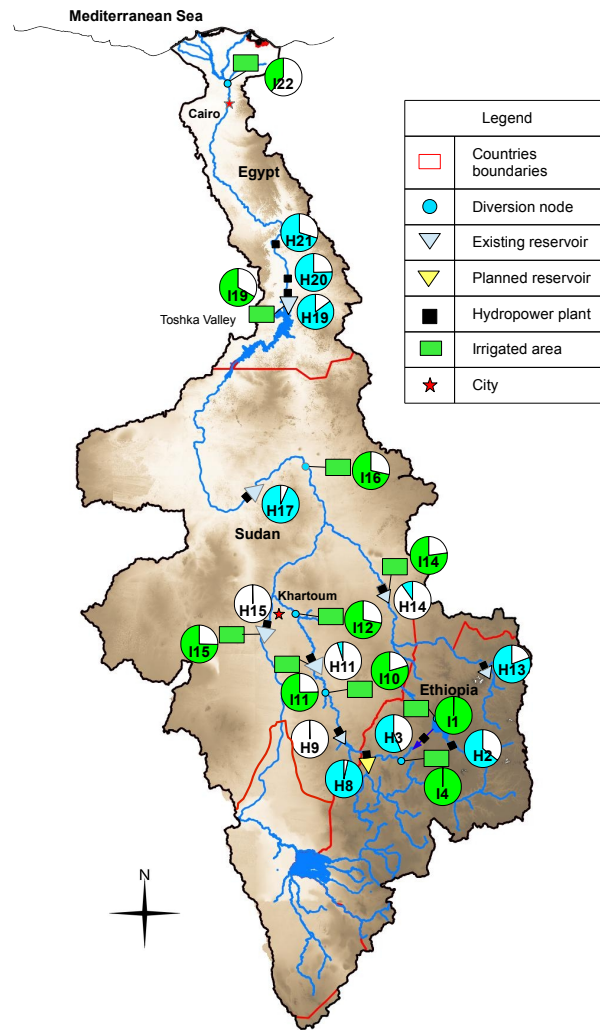 Mediterranean Sea
I22
Cairo
Egypt
H21
H20
I19
H19
Toshka Valley
I16
H17
Sudan
I14
H15
Khartoum
H14
I12
I15
H11
I10
H13
I11
Ethiopia
I1
H3
H9
H2
H8
I4
N
Legend
Countries
boundaries
Diversion node
Existing reservoir
Planned reservoir
Hydropower plant
Irrigated area
City